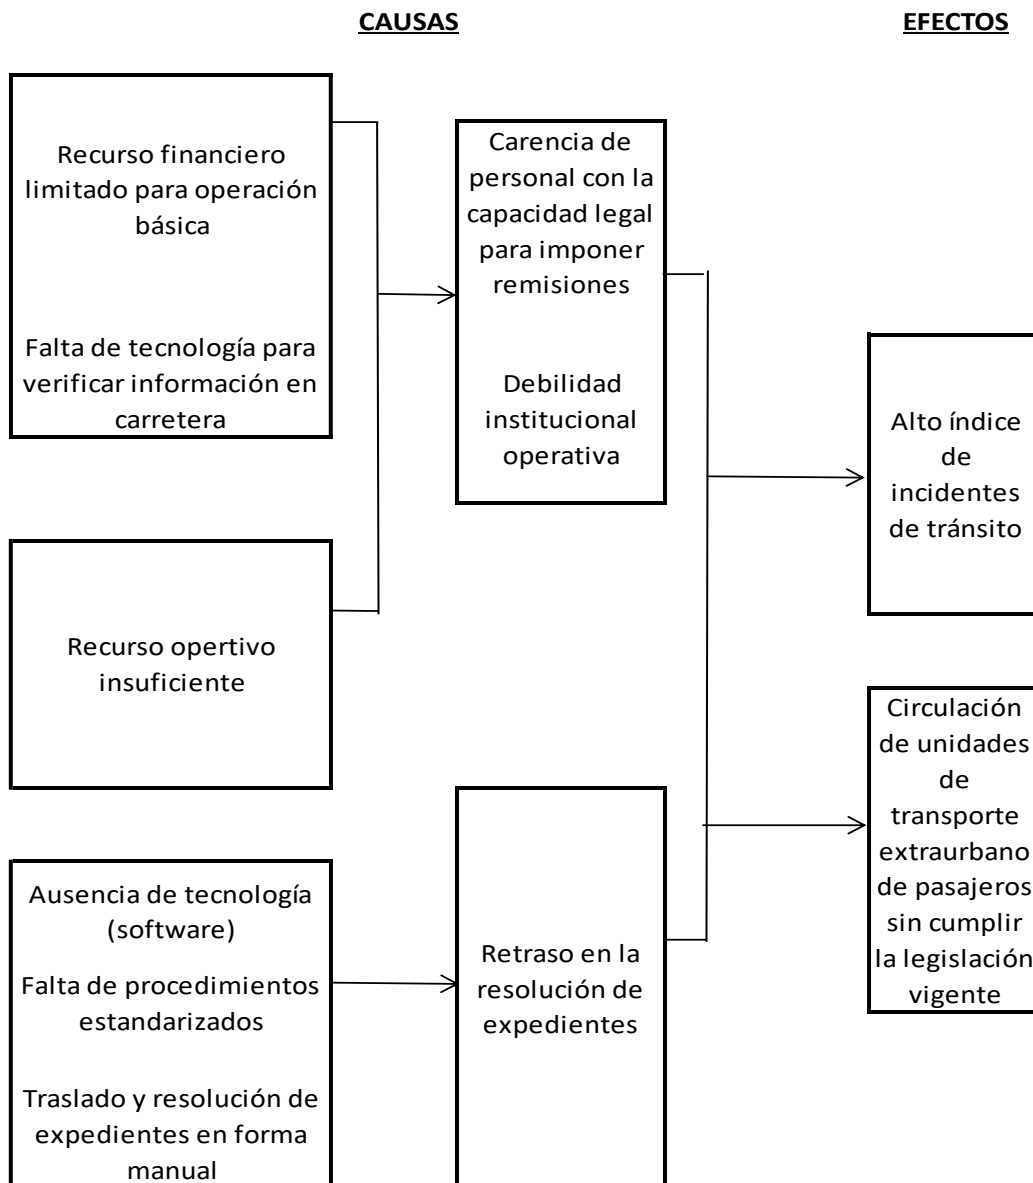 CAUSAS
EFECTOS
Recurso financiero
limitado para operación
básica
Falta de tecnología para
verificar información en
carretera
Recurso opertivo
insuficiente
Ausencia de tecnología
(software)
Falta de procedimientos
estandarizados
Traslado y resolución de
expedientes en forma
manual
Carencia de
personal con la
capacidad legal
para imponer
remisiones
Debilidad
institucional
operativa
Retraso en la
resolución de
expedientes
Alto índice
de
incidentes
de tránsito
Circulación
de unidades
de
transporte
extraurbano
de pasajeros
sin cumplir
la legislación
vigente